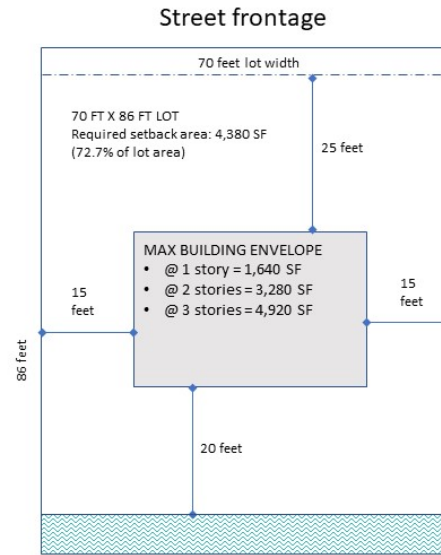 Street frontage
70 feet lot width
70 FT X 86 FT LOT
Required setback area: 4,380 SF
(72.7% of lot area)
25 feet
MAX BUILDING ENVELOPE
• @ 1 story = 1,640 SF
• @ 2 stories = 3,280 SF
• @ 3 stories = 4,920 SF
15
feet
15
feet
86 feet
20 feet